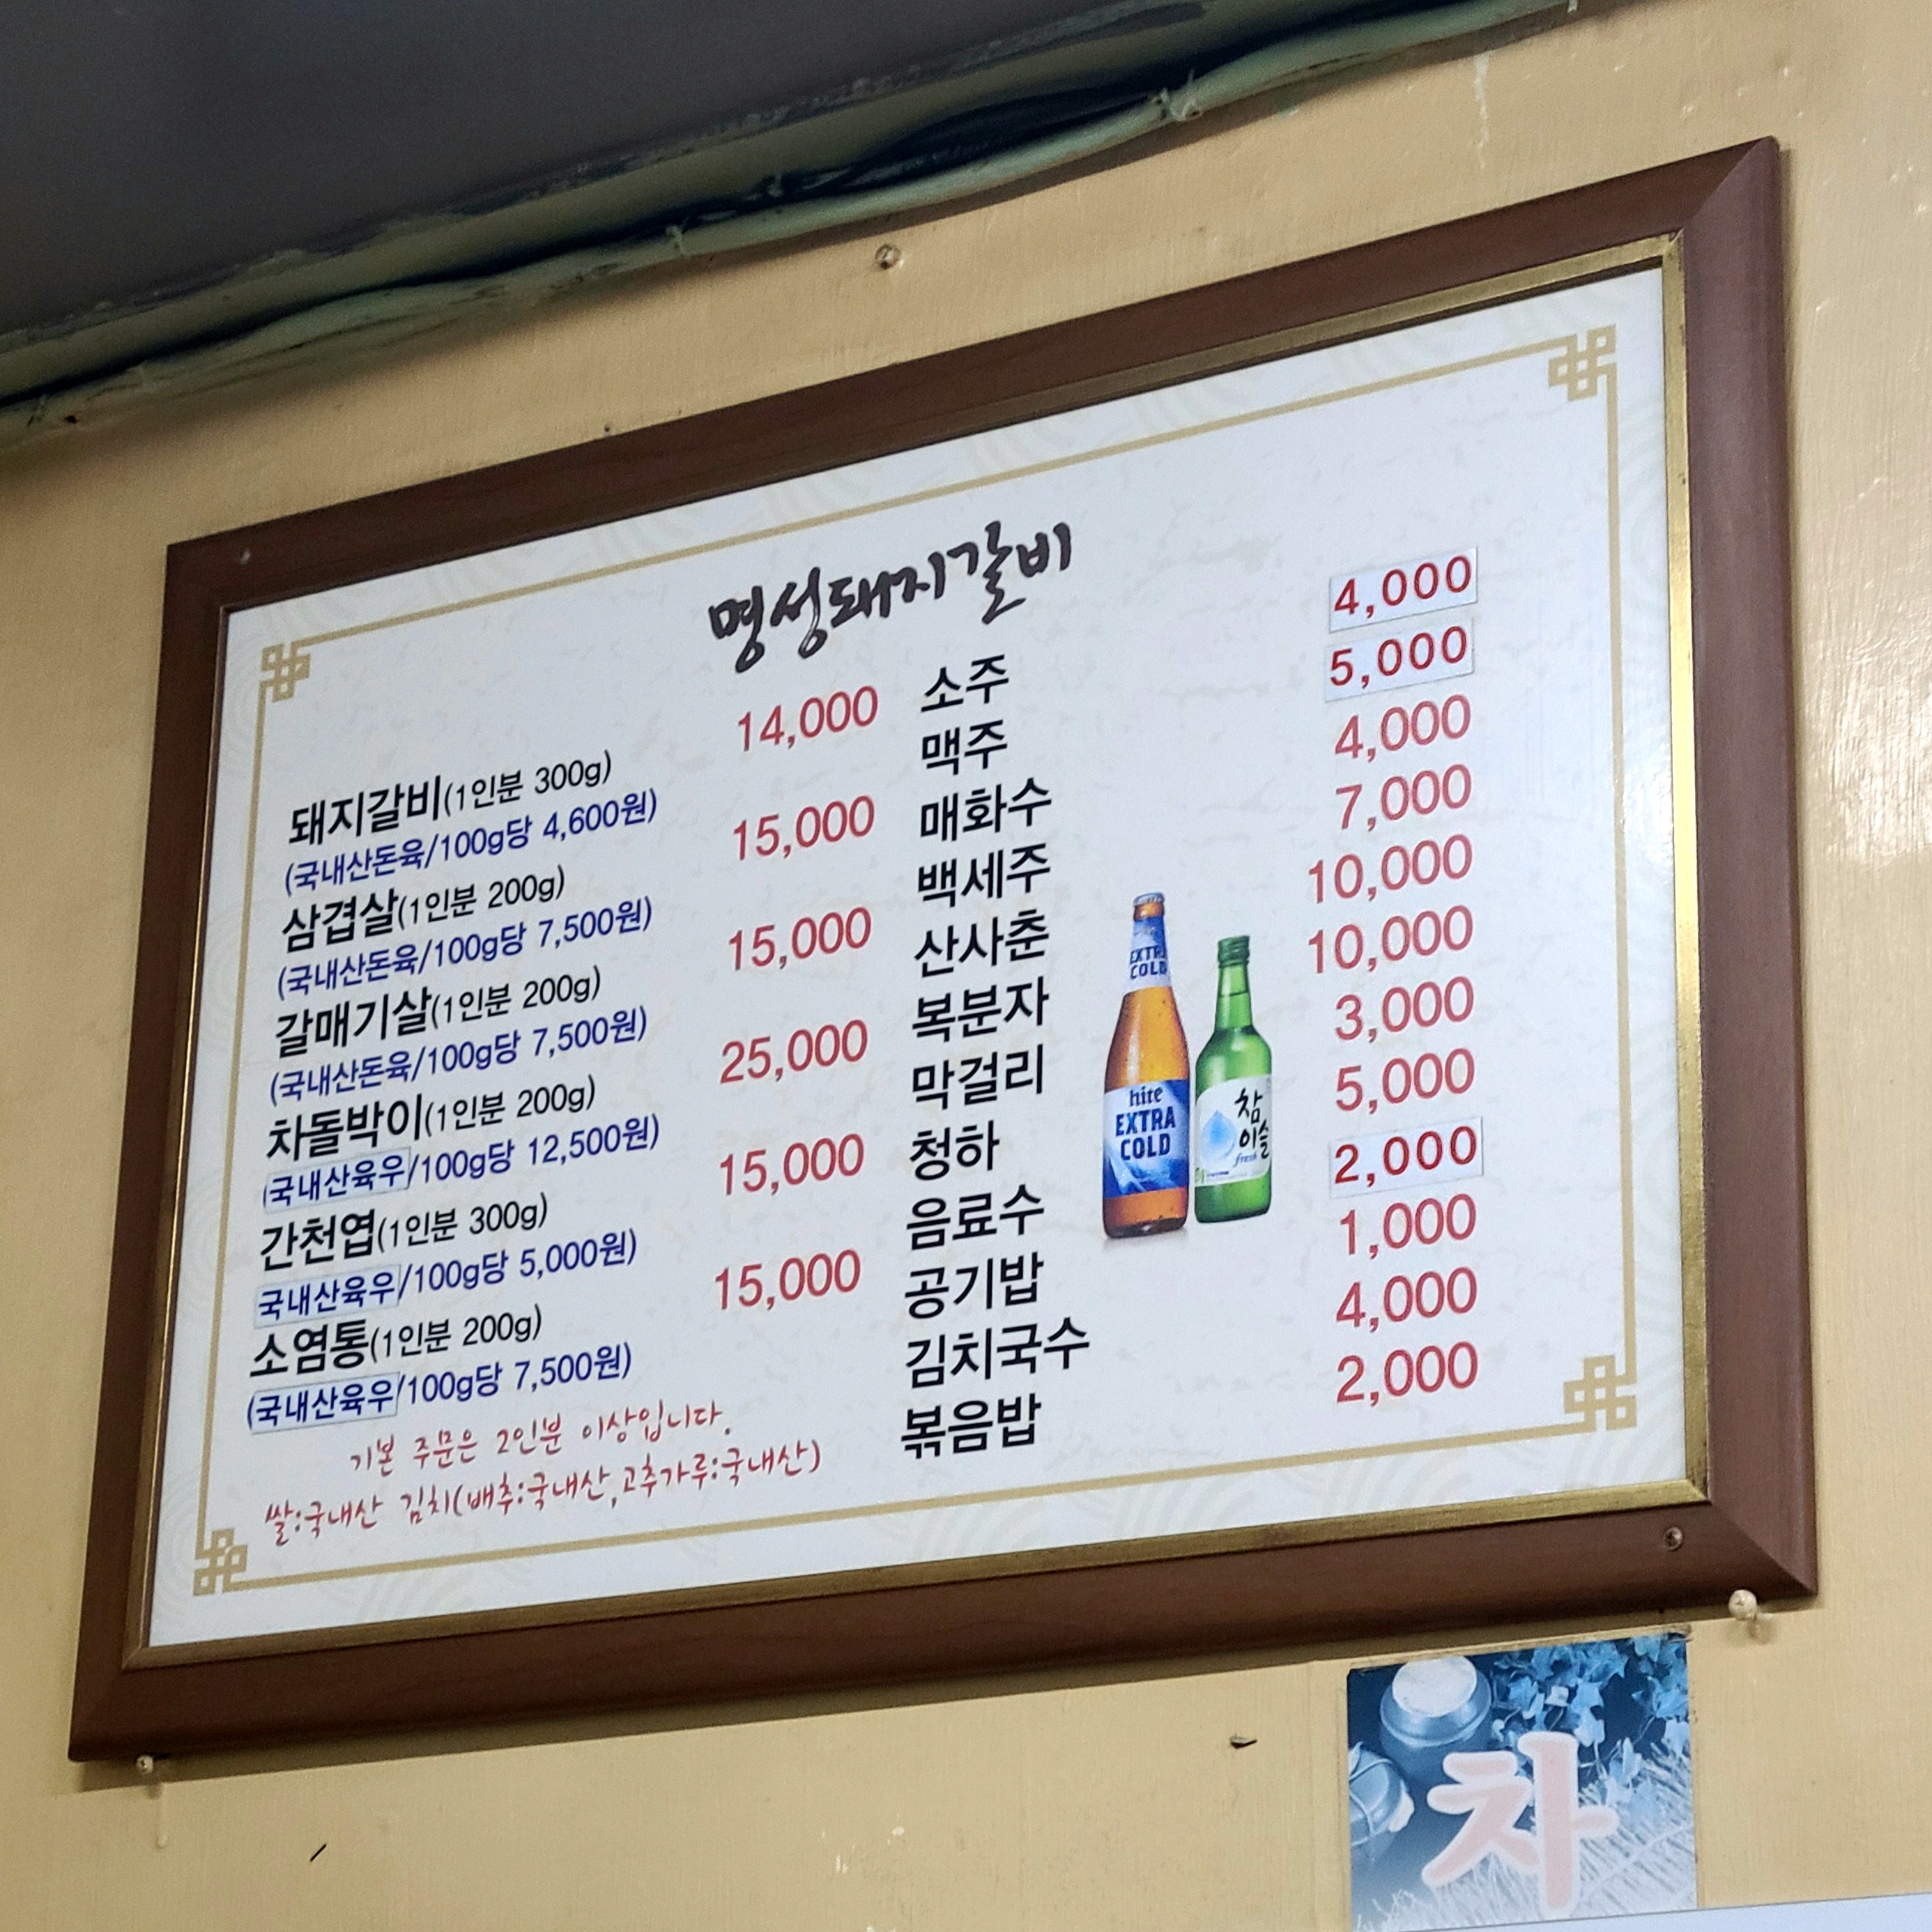 명성돼지갈비
돼지갈비(1인분 300g) 14,000
(국내산돈육/100g당 4,600원)
삼겹살(1인분 200g) 15,000
(국내산돈육/100g당 7,500원)
갈매기살(1인분 200g) 15,000
(국내산돈육/100g당 7,500원)
차돌박이(1인분 200g) 25,000
(국내산육우/100g당 12,500원)
간천엽(1인분 300g) 15,000
국내산육우/100g당 5,000원)
소염통(1인분 200g) 15,000
(국내산육우/100g당 7,500원)
기본 주문은 2인분 이상입니다.
쌀:국내산 김치(배추:국내산,고추가루:국내산)
소주 4,000
맥주 5,000
매화수 4,000
백세주 7,000
산사춘 10,000
복분자 10,000
막걸리 3,000
청하 5,000
음료수 2,000
공기밥 1,000
김치국수 4,000
볶음밥 2,000
EXTRA
COLD
hite
EXTRA
COLD
참
이슬
fresh
차